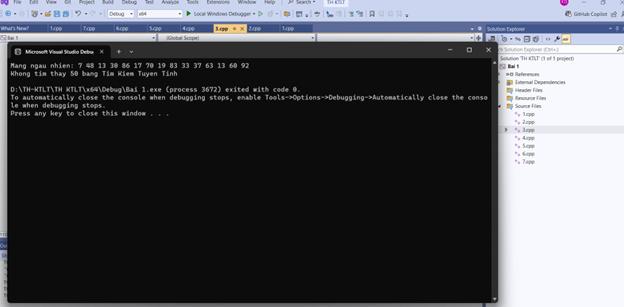 File Edit View Git Project Build Debug Test Analyze Tools Extensions Window Help Search TH KTLT
Debug x64 Local Windows Debugger GitHub Copilot
What's New? 1.cpp 7.cpp 6.cpp 5.cpp 4.cpp 3.cpp 2.cpp 1.cpp
Bai 1 (Global Scope)
Solution Explorer
Search Solution Explorer (Ctrl+;)
Solution 'TH KTLT' (1 of 1 project)
Bai 1
References
External Dependencies
Header Files
Resource Files
Source Files
1.cpp
2.cpp
3.cpp
4.cpp
5.cpp
6.cpp
7.cpp
Microsoft Visual Studio Debu
Mang ngau nhien: 7 48 13 30 86 17 70 19 83 33 37 63 13 60 92
Khong tim thay 50 bang Tim Kiem Tuyen Tinh
D:\TH-KTLT\TH KTLT\x64\Debug\Bai 1.exe (process 3672) exited with code 0.
To automatically close the console when debugging stops, enable Tools->Options->Debugging->Automatically close the conso
le when debugging stops.
Press any key to close this window . . .